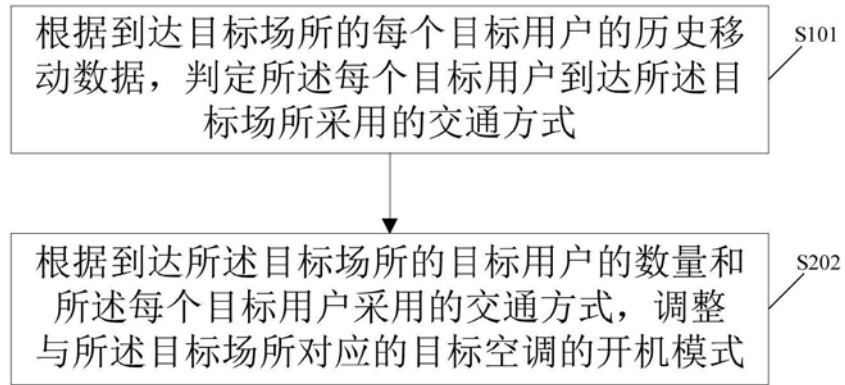 根据到达目标场所的每个目标用户的历史移
动数据，判定所述每个目标用户到达所述目
标场所采用的交通方式
S101
根据到达所述目标场所的目标用户的数量和
所述每个目标用户采用的交通方式，调整
与所述目标场所对应的目标空调的开机模式
S202